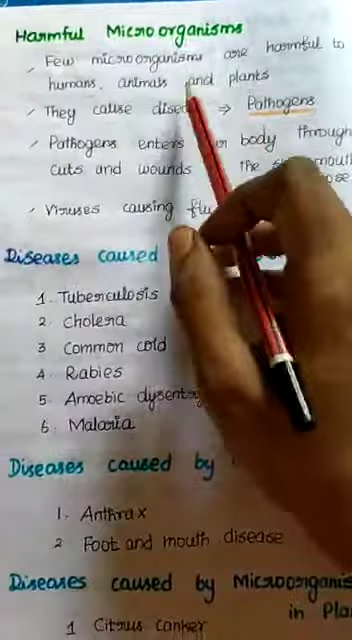 Harmful Microorganisms
Few microorganisms are harmful to
humans, animals and plants
They cause ⇒ Pathogens
Pathogens enters body through
cuts and wounds the
Viruses causing flu
Diseases caused
1. Tuberculosis
2. Cholera
3 Common cold
4. Rabies
5. Amoebic dysentery
6. Malaria
Diseases caused by
1. Anthrax
2 Foot and mouth disease
Diseases caused by
in
1 Citrus canker